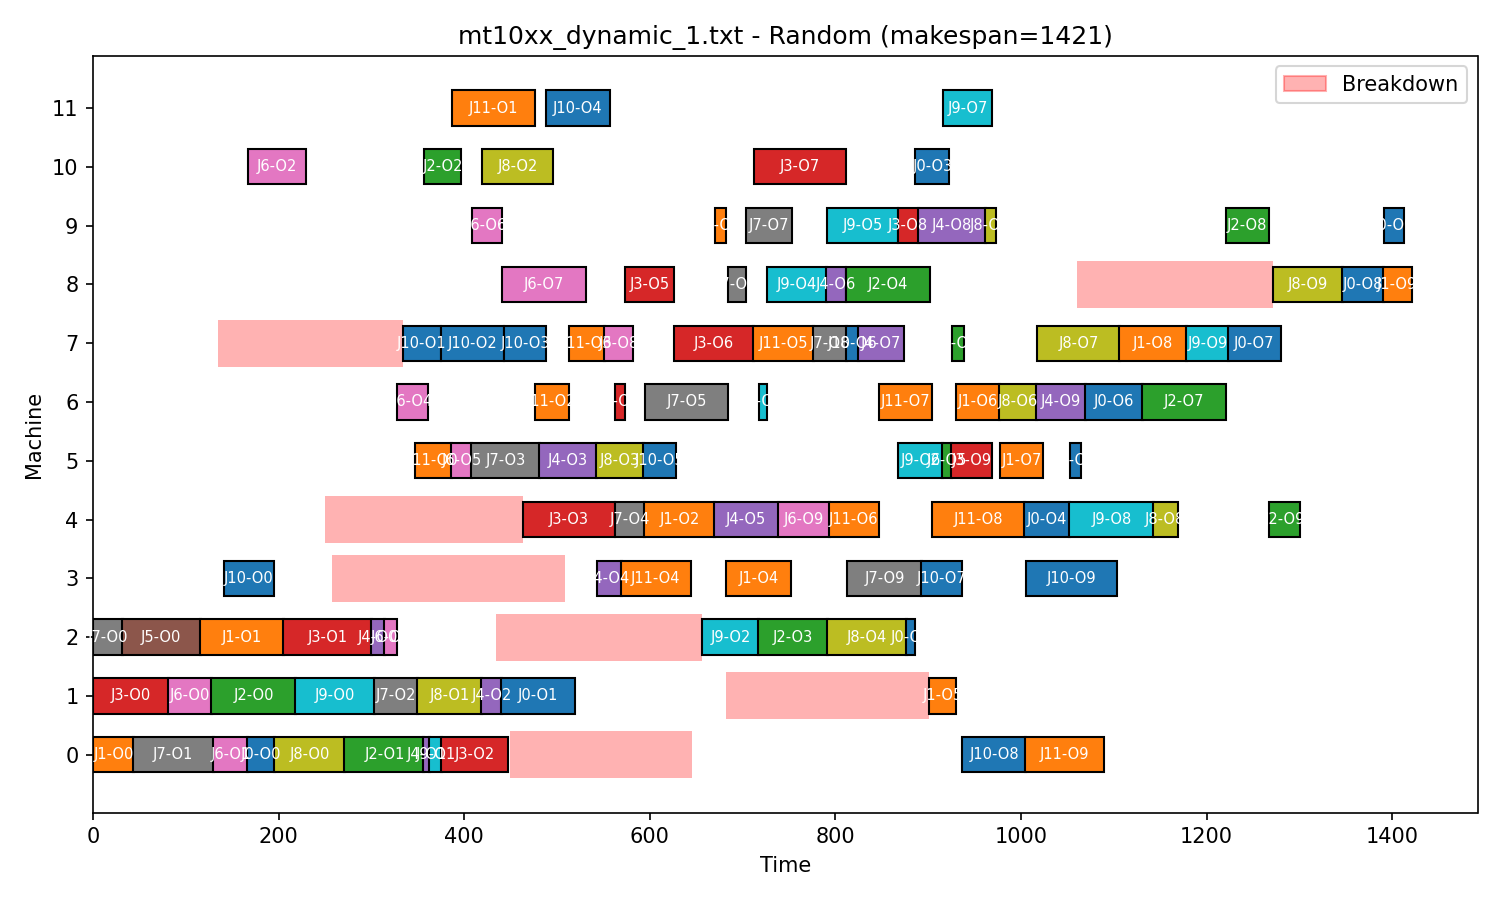 mt10xx_dynamic_1.txt - Random (makespan=1421)
Breakdown
11 J11-O1 J10-O4 J9-O7
10 J6-O2 J2-O2 J8-O2 J3-O7 J0-O3
9 J7-O7 J9-O5 J3-O8 J4-O8 J2-O8
8 J6-O7 J3-O5 J9-O4 J4-O6 J2-O4 J8-O9 J0-O8 J1-O9
7 J10-O1 J10-O2 J10-O3 J3-O6 J11-O5 J8-O7 J1-O8 J9-O9 J0-O7
6 J7-O5 J11-O7 J1-O6 J8-O6 J4-O9 J0-O6 J2-O7
5 J7-O3 J4-O3 J8-O3 J10-O5 J1-O7
4 J3-O3 J7-O4 J1-O2 J4-O5 J6-O9 J11-O6 J11-O8 J0-O4 J9-O8 J8-O8
3 J10-O0 J11-O4 J1-O4 J7-O9 J10-O7 J10-O9
2 J5-O0 J1-O1 J3-O1 J9-O2 J2-O3 J8-O4
1 J3-O0 J6-O0 J2-O0 J9-O0 J7-O2 J8-O1 J4-O2 J0-O1 J1-O5
0 J1-O0 J7-O1 J8-O0 J2-O1 J3-O2 J10-O8 J11-O9
0 200 400 600 800 1000 1200 1400
Time
Machine